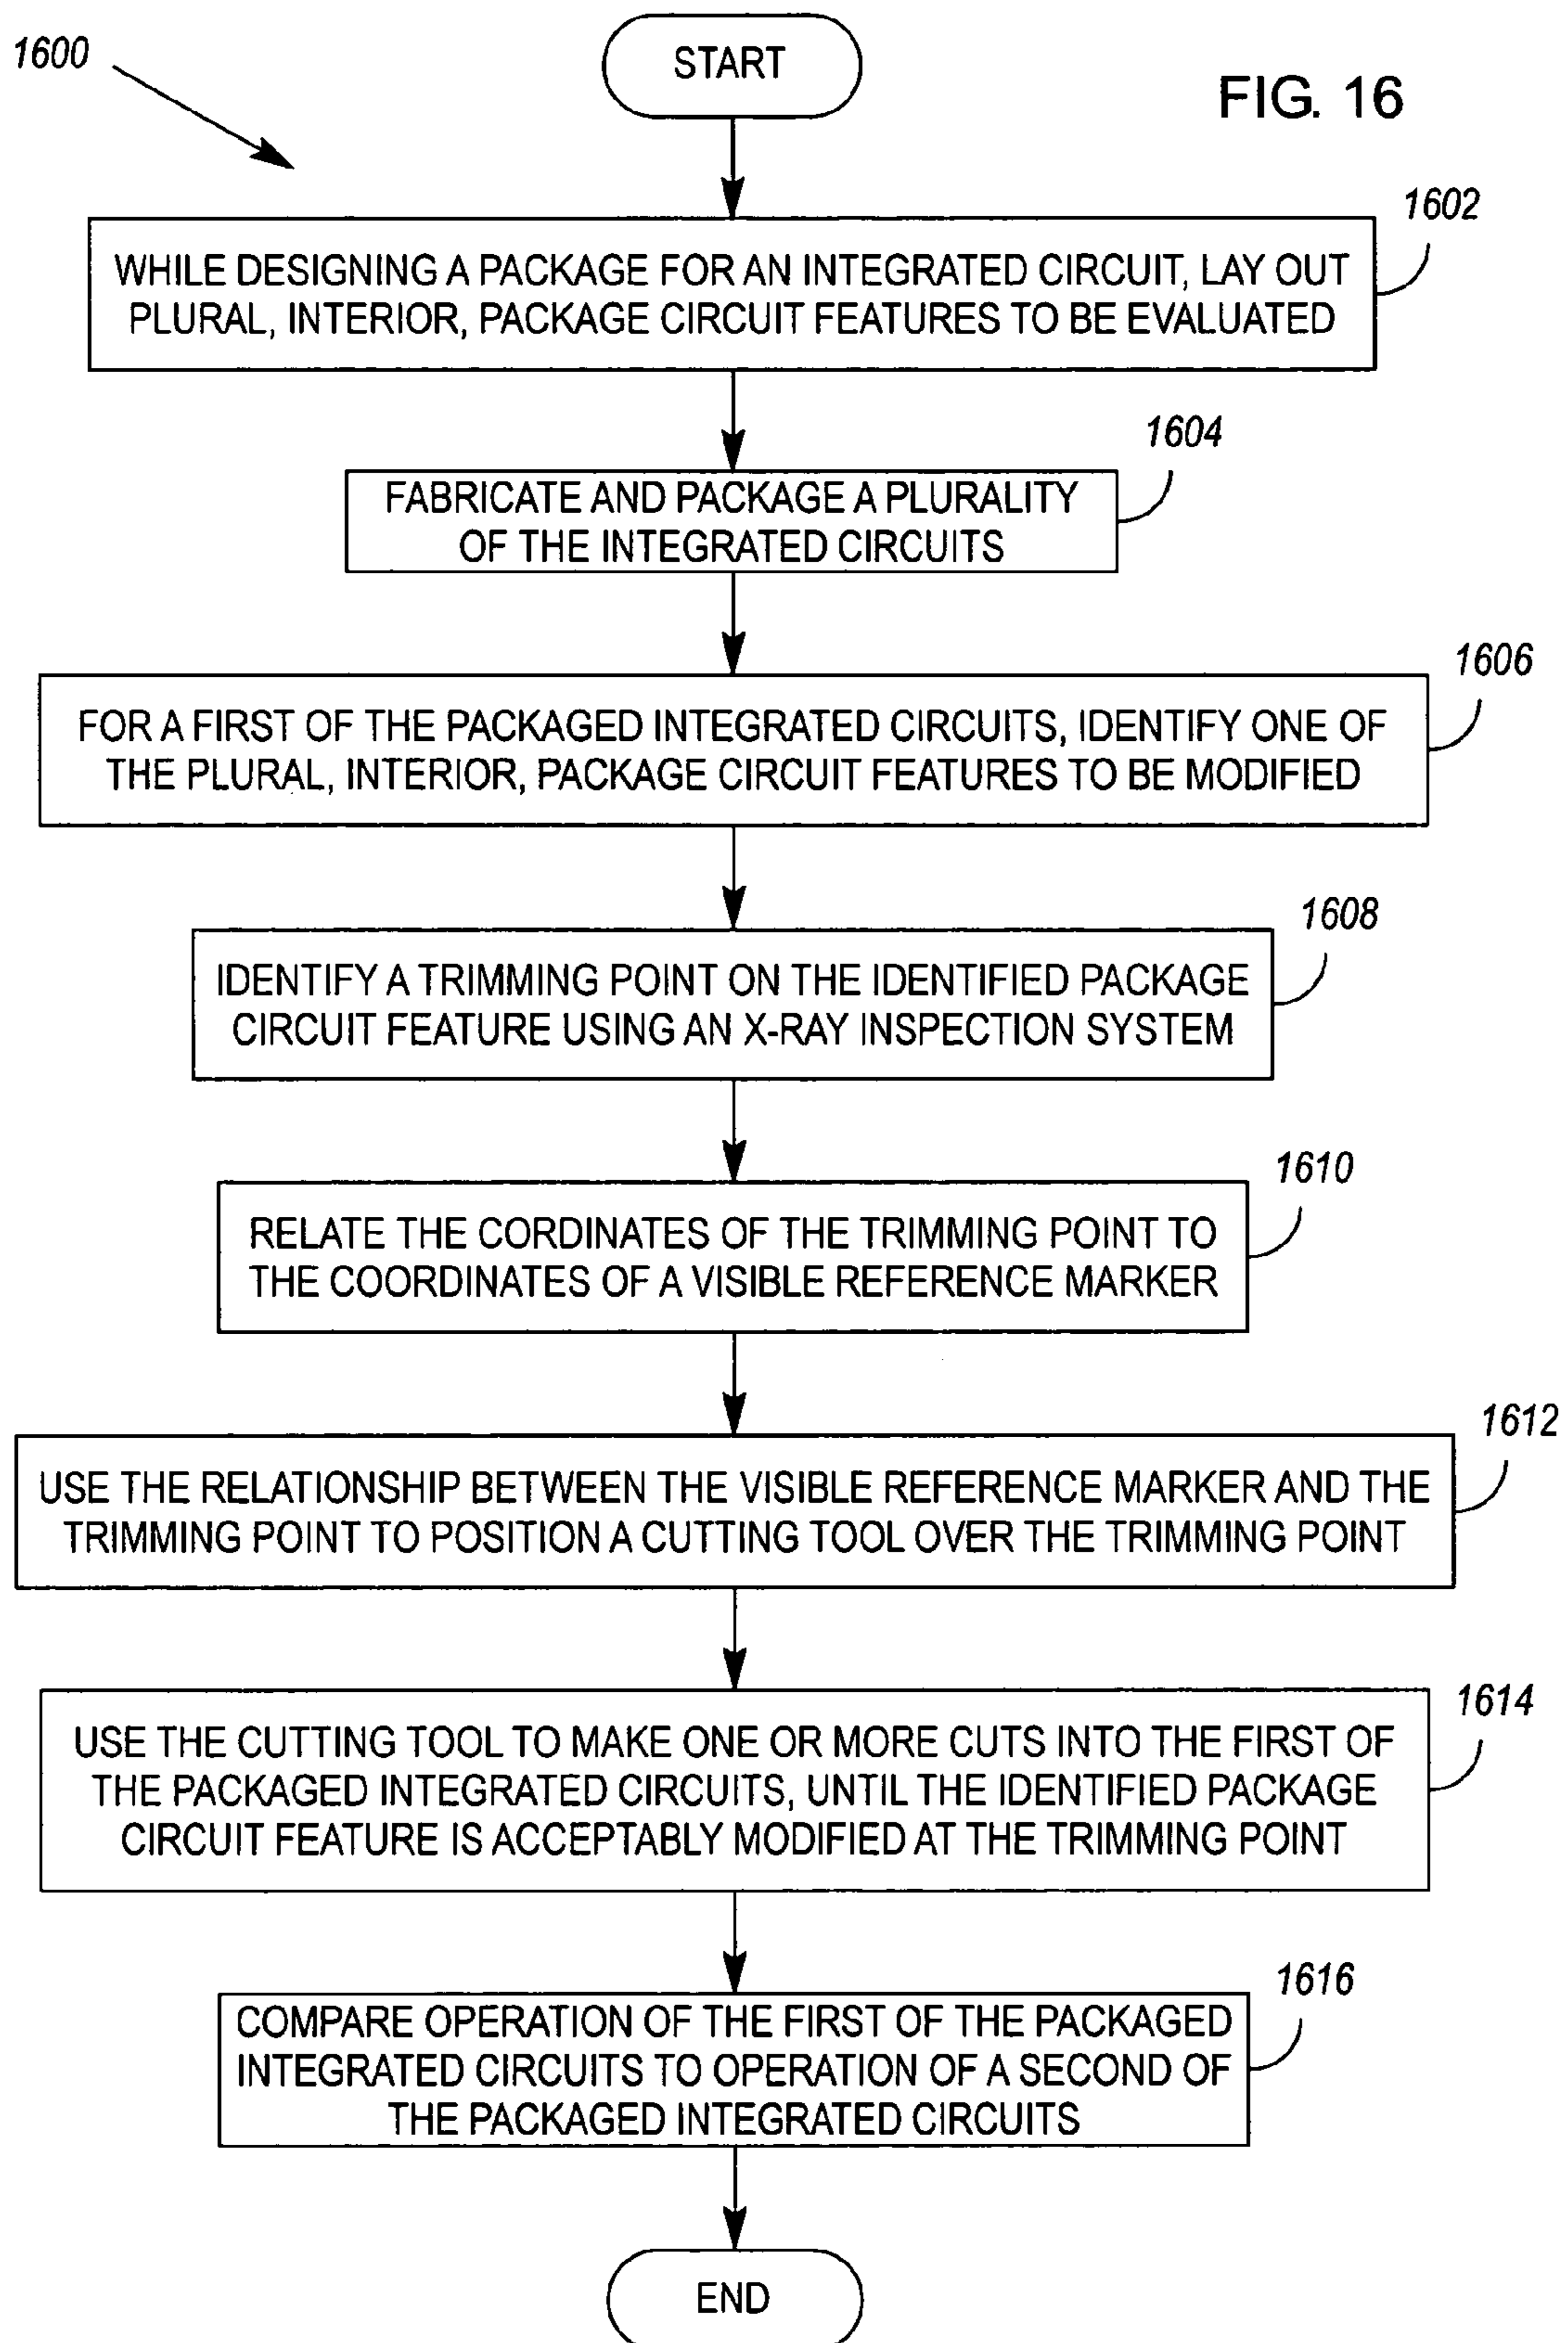 1600
START
FIG. 16
1602
WHILE DESIGNING A PACKAGE FOR AN INTEGRATED CIRCUIT, LAY OUT
PLURAL, INTERIOR, PACKAGE CIRCUIT FEATURES TO BE EVALUATED
1604
FABRICATE AND PACKAGE A PLURALITY
OF THE INTEGRATED CIRCUITS
1606
FOR A FIRST OF THE PACKAGED INTEGRATED CIRCUITS, IDENTIFY ONE OF
THE PLURAL, INTERIOR, PACKAGE CIRCUIT FEATURES TO BE MODIFIED
1608
IDENTIFY A TRIMMING POINT ON THE IDENTIFIED PACKAGE
CIRCUIT FEATURE USING AN X-RAY INSPECTION SYSTEM
1610
RELATE THE CORDINATES OF THE TRIMMING POINT TO
THE COORDINATES OF A VISIBLE REFERENCE MARKER
1612
USE THE RELATIONSHIP BETWEEN THE VISIBLE REFERENCE MARKER AND THE
TRIMMING POINT TO POSITION A CUTTING TOOL OVER THE TRIMMING POINT
1614
USE THE CUTTING TOOL TO MAKE ONE OR MORE CUTS INTO THE FIRST OF
THE PACKAGED INTEGRATED CIRCUITS, UNTIL THE IDENTIFIED PACKAGE
CIRCUIT FEATURE IS ACCEPTABLY MODIFIED AT THE TRIMMING POINT
1616
COMPARE OPERATION OF THE FIRST OF THE PACKAGED
INTEGRATED CIRCUITS TO OPERATION OF A SECOND OF
THE PACKAGED INTEGRATED CIRCUITS
END